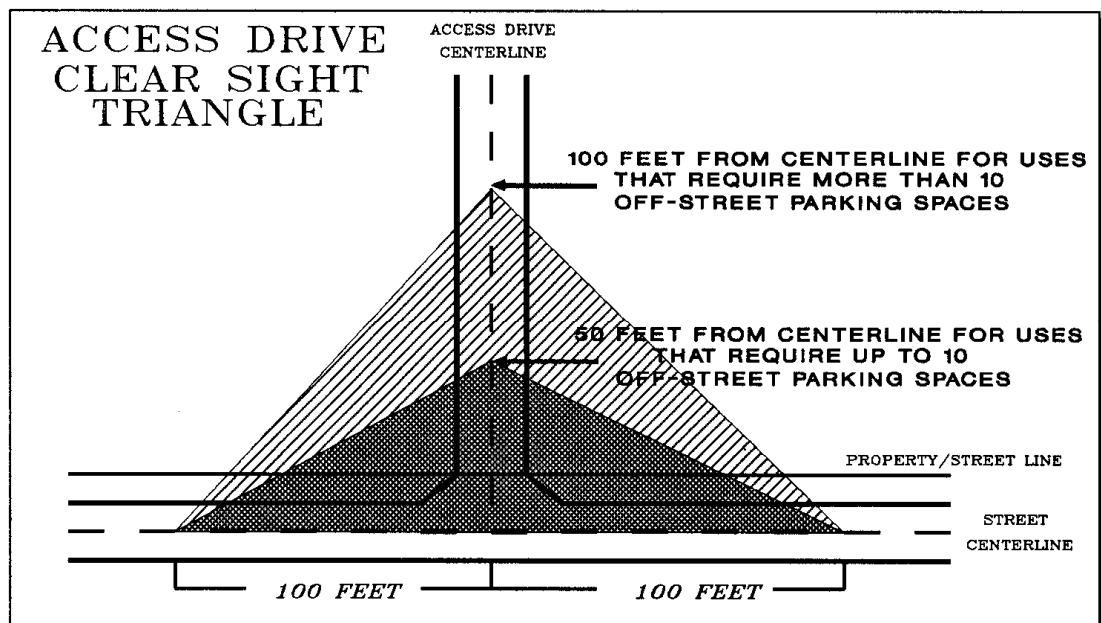 ACCESS DRIVE
CLEAR SIGHT
TRIANGLE
ACCESS DRIVE
CENTERLINE
100 FEET FROM CENTERLINE FOR USES
THAT REQUIRE MORE THAN 10
OFF-STREET PARKING SPACES
50 FEET FROM CENTERLINE FOR USES
THAT REQUIRE UP TO 10
OFF-STREET PARKING SPACES
PROPERTY/STREET LINE
STREET
CENTERLINE
100 FEET
100 FEET